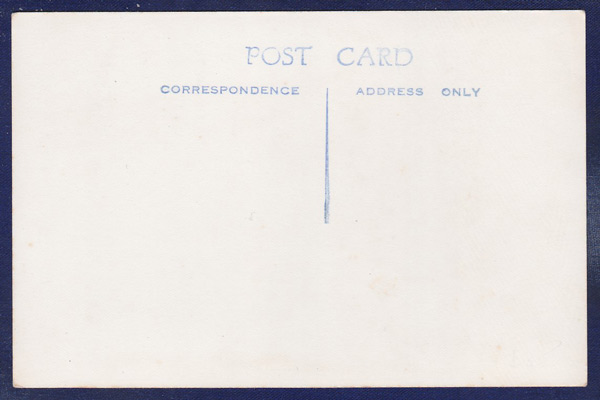 POST CARD
CORRESPONDENCE ADDRESS ONLY